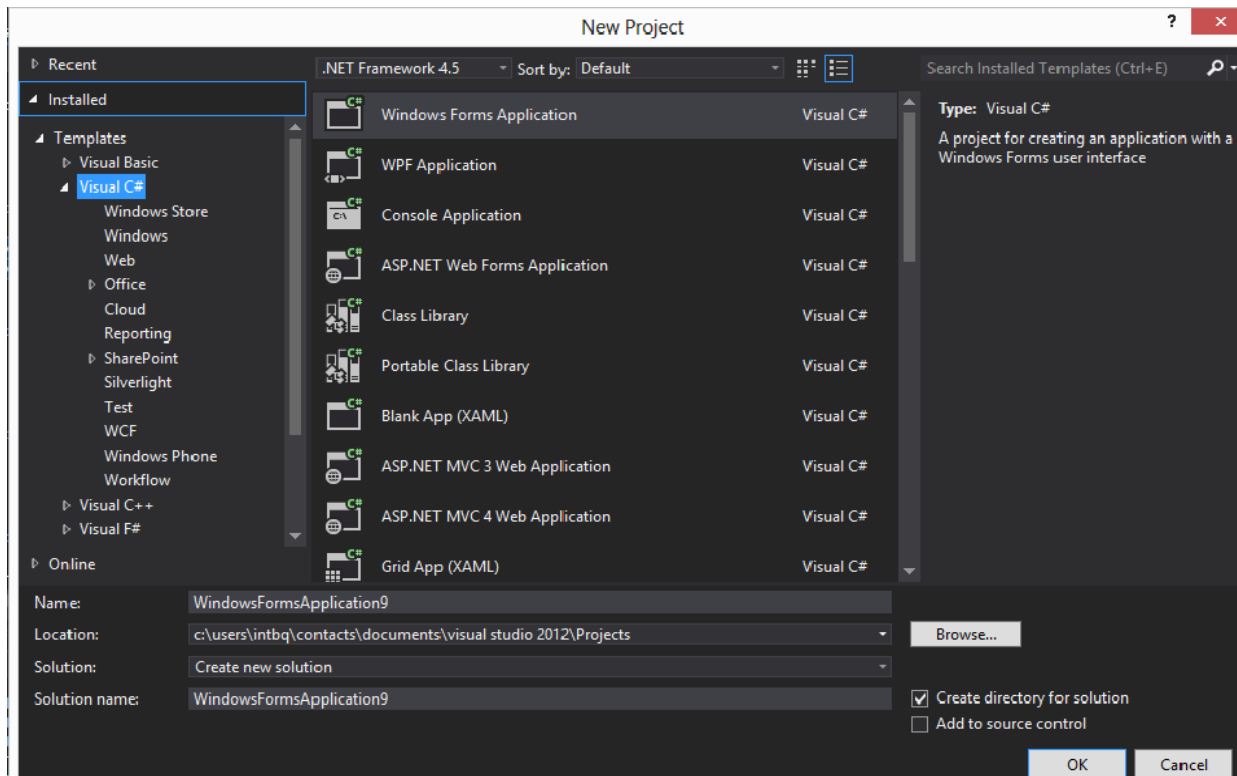 New Project
?
Recent
Installed
Templates
Visual Basic
Visual C#
Windows Store
Windows
Web
Office
Cloud
Reporting
SharePoint
Silverlight
Test
WCF
Windows Phone
Workflow
Visual C++
Visual F#
Online
.NET Framework 4.5 Sort by: Default
Windows Forms Application Visual C#
WPF Application Visual C#
Console Application Visual C#
ASP.NET Web Forms Application Visual C#
Class Library Visual C#
Portable Class Library Visual C#
Blank App (XAML) Visual C#
ASP.NET MVC 3 Web Application Visual C#
ASP.NET MVC 4 Web Application Visual C#
Grid App (XAML) Visual C#
Search Installed Templates (Ctrl+E)
Type: Visual C#
A project for creating an application with a
Windows Forms user interface
Name: WindowsFormsApplication9
Location: c:\users\intbq\contacts\documents\visual studio 2012\Projects Browse...
Solution: Create new solution
Solution name: WindowsFormsApplication9
Create directory for solution
Add to source control
OK Cancel